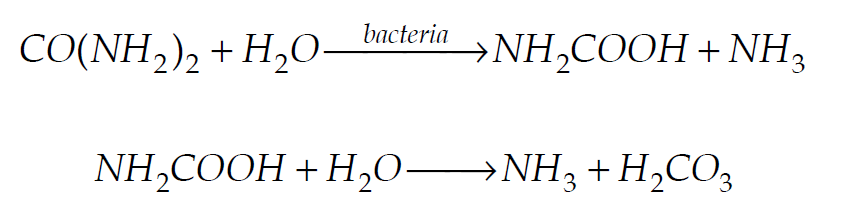 CO(NH₂)₂ + H₂O —bacteria→ NH₂COOH + NH₃
NH₂COOH + H₂O ⟶ NH₃ + H₂CO₃